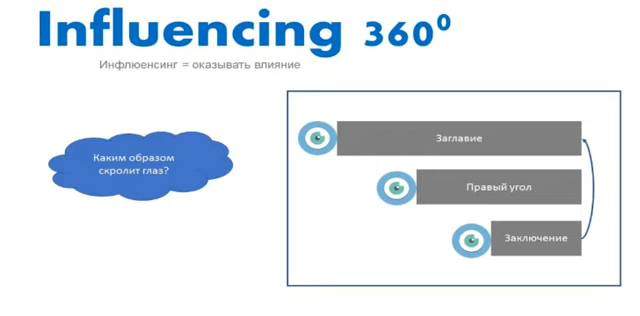 Influencing 360⁰
Инфлюенсинг = оказывать влияние
Каким образом
скролит глаз?
Заглавие
Правый угол
Заключение